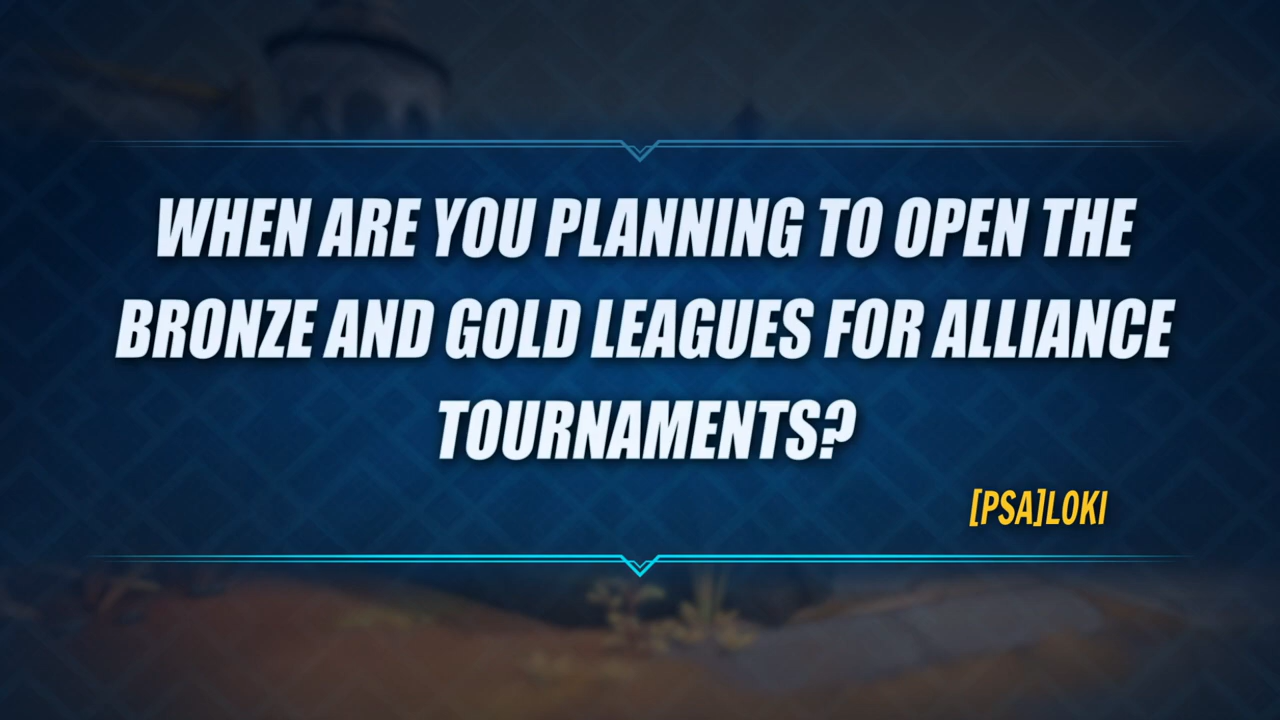 WHEN ARE YOU PLANNING TO OPEN THE
BRONZE AND GOLD LEAGUES FOR ALLIANCE
TOURNAMENTS?
[PSA]LOKI